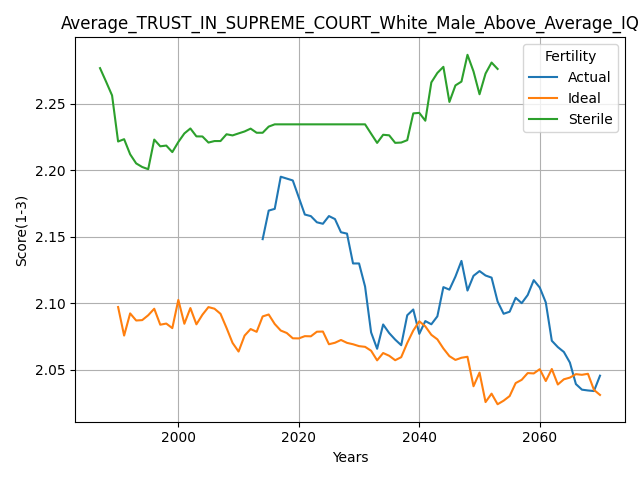 Average_TRUST_IN_SUPREME_COURT_White_Male_Above_Average_IQ
Fertility
Actual
Ideal
Sterile
Score(1-3)
2.25
2.20
2.15
2.10
2.05
2000
2020
2040
2060
Years